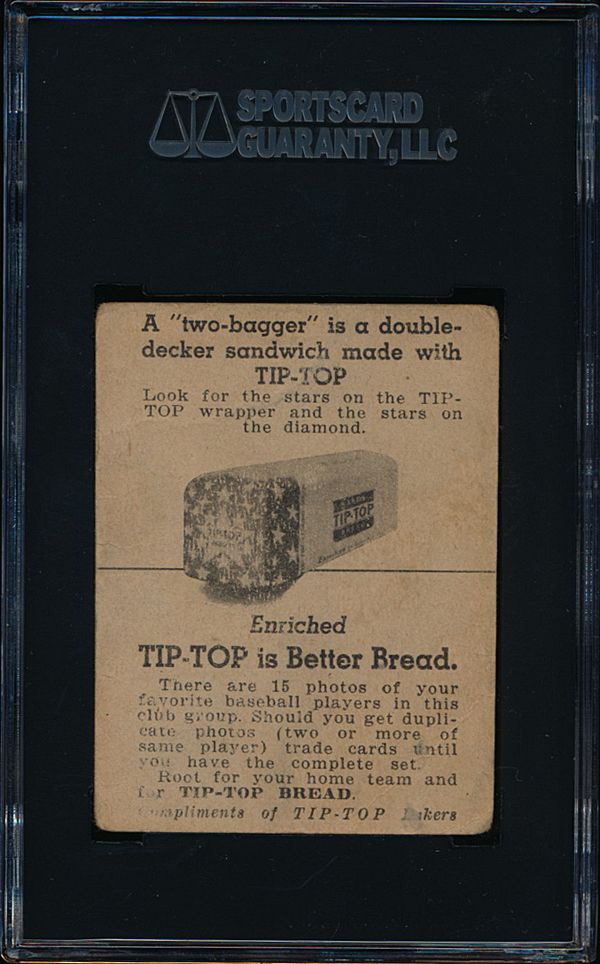 SPORTSCARD
GUARANTY, LLC
A "two-bagger" is a double-
decker sandwich made with
TIP-TOP
Look for the stars on the TIP-
TOP wrapper and the stars on
the diamond.
TIP-TOP
TIP-TOP
Enriched
TIP-TOP is Better Bread.
There are 15 photos of your
favorite baseball players in this
club group. Should you get dupli-
cate photos (two or more of
same player) trade cards until
you have the complete set.
Root for your home team and
for TIP-TOP BREAD.
Compliments of TIP-TOP Bakers